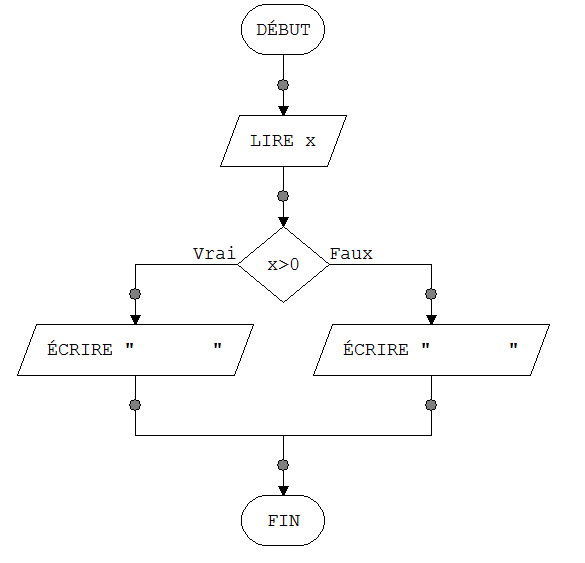 DÉBUT
LIRE x
Vrai
x>0
Faux
ÉCRIRE "       "
ÉCRIRE "       "
FIN